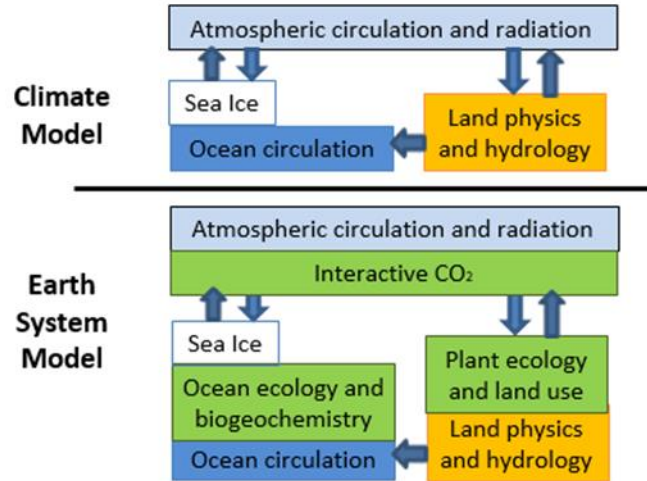 Atmospheric circulation and radiation
Climate
Model
Sea Ice
Ocean circulation
Land physics
and hydrology
Atmospheric circulation and radiation
Interactive CO₂
Earth
System
Model
Sea Ice
Ocean ecology and
biogeochemistry
Ocean circulation
Plant ecology
and land use
Land physics
and hydrology